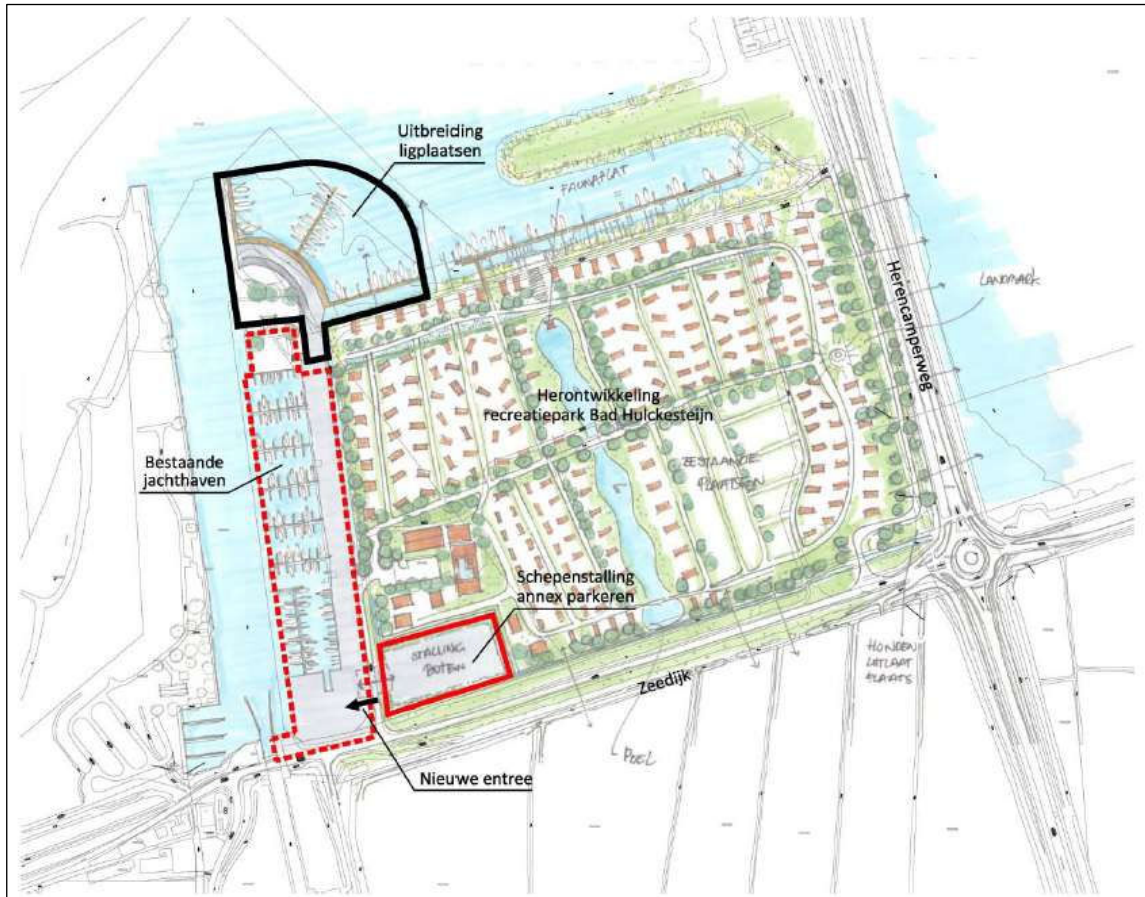 Uitbreiding
ligplaatsen
FAUNAPLAT
Herencamperweg
LANDMARK
Herontwikkeling
recreatiepark Bad Hulckesteijn
Bestaande
jachthaven
BESTAANDE
PLAATSEN
Schepenstalling
annex parkeren
STALLING
BOTEN
Zeedijk
HONDEN
UITLAAT
PLAATS
POEL
Nieuwe entree